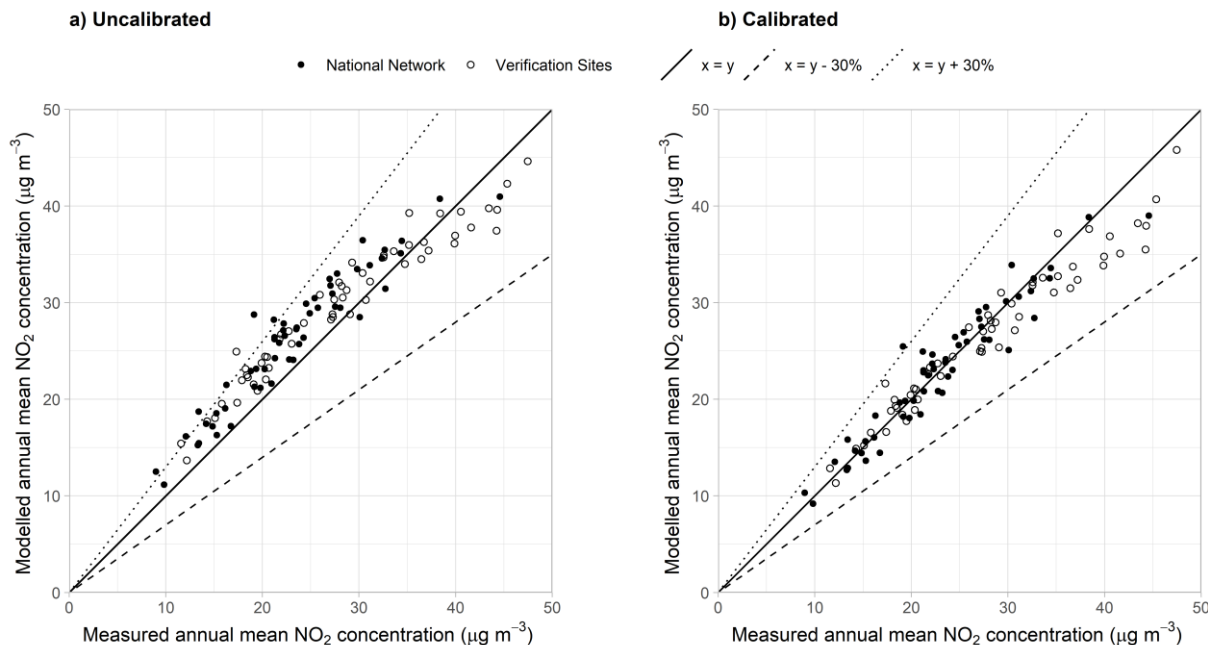 a) Uncalibrated
b) Calibrated
National Network
Verification Sites
x = y
x = y - 30%
x = y + 30%
Modelled annual mean NO₂ concentration (μg m⁻³)
50
40
30
20
10
0
0 10 20 30 40 50
Measured annual mean NO₂ concentration (μg m⁻³)
Modelled annual mean NO₂ concentration (μg m⁻³)
50
40
30
20
10
0
0 10 20 30 40 50
Measured annual mean NO₂ concentration (μg m⁻³)